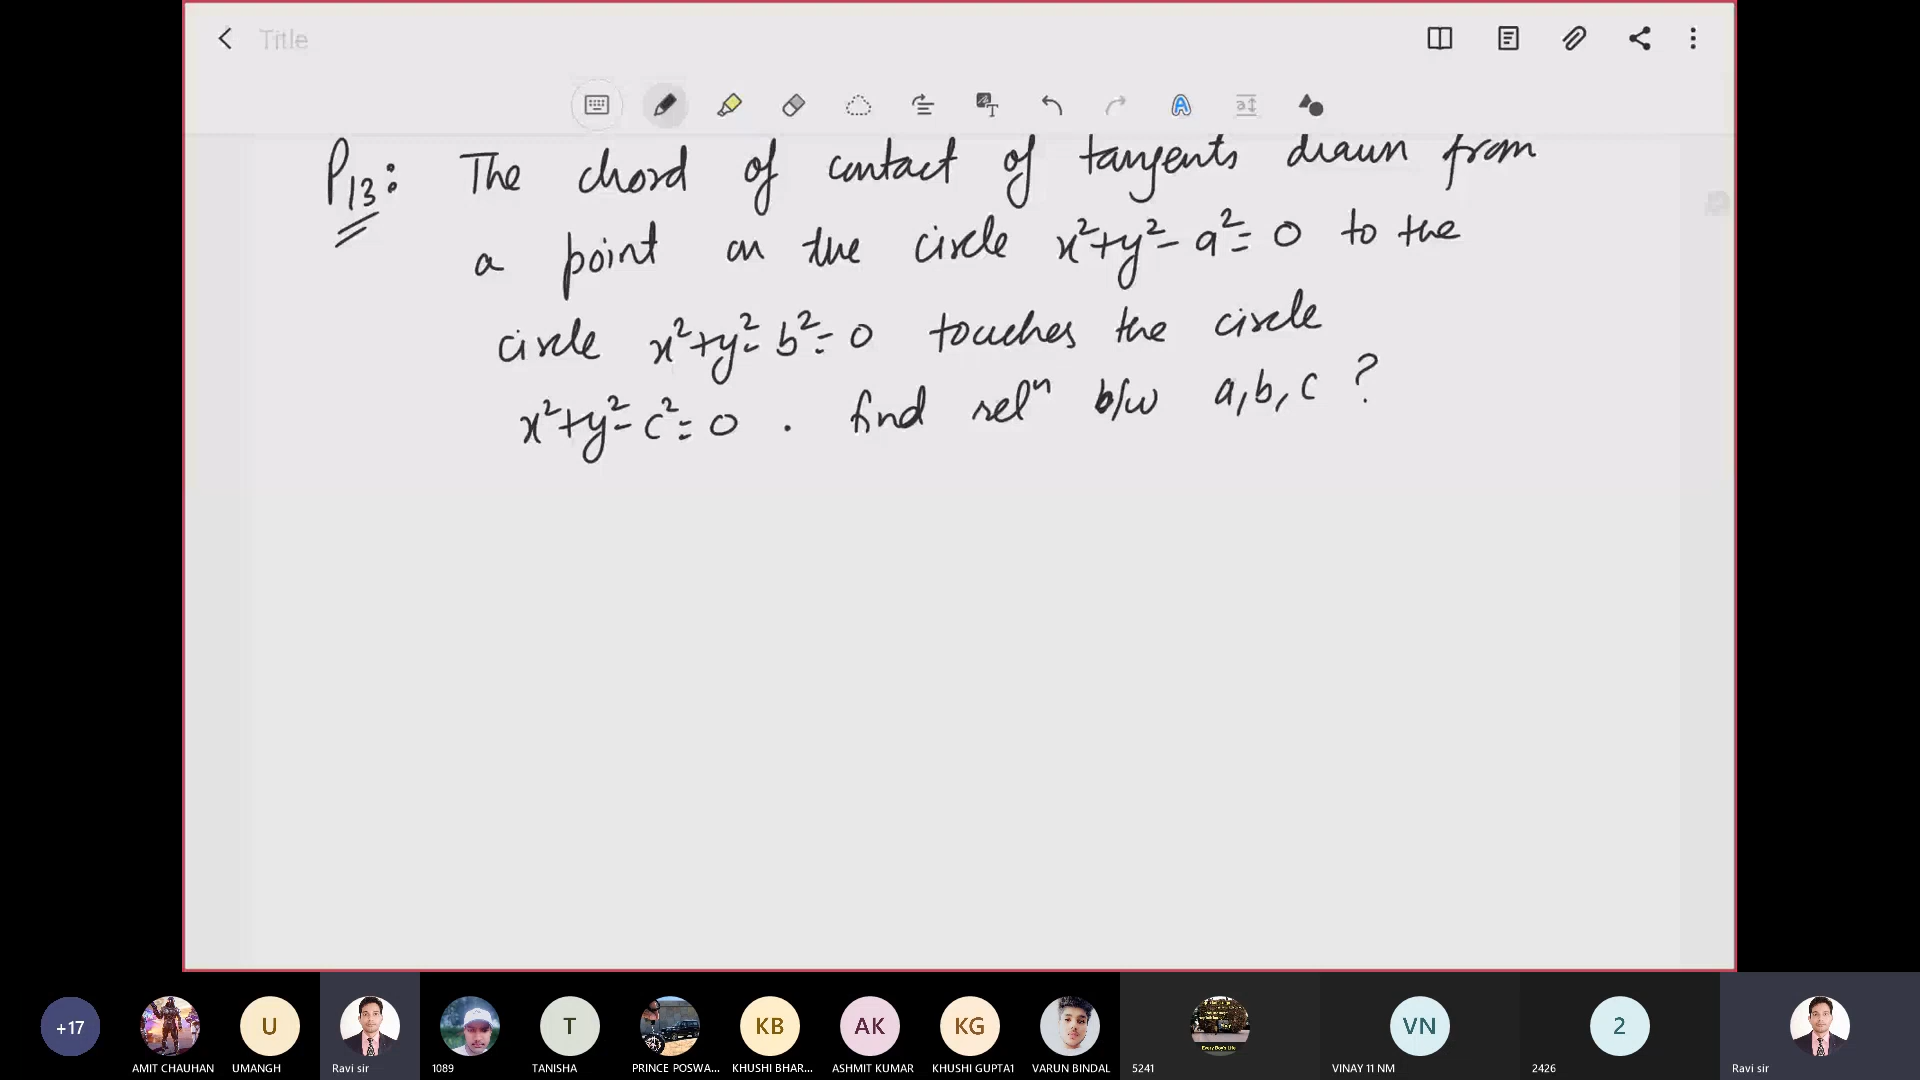 Title
P13: The chord of contact of tangents drawn from
a point on the circle x²+y²-a²=0 to the
circle x²+y²-b²=0 touches the circle
x²+y²-c²=0 . find relⁿ b/w a,b,c ?
+17
U
T
KB
AK
KG
VN
2
AMIT CHAUHAN
UMANGH
Ravi sir
1089
TANISHA
PRINCE POSWA...
KHUSHI BHAR...
ASHMIT KUMAR
KHUSHI GUPTA1
VARUN BINDAL
5241
VINAY 11 NM
2426
Ravi sir